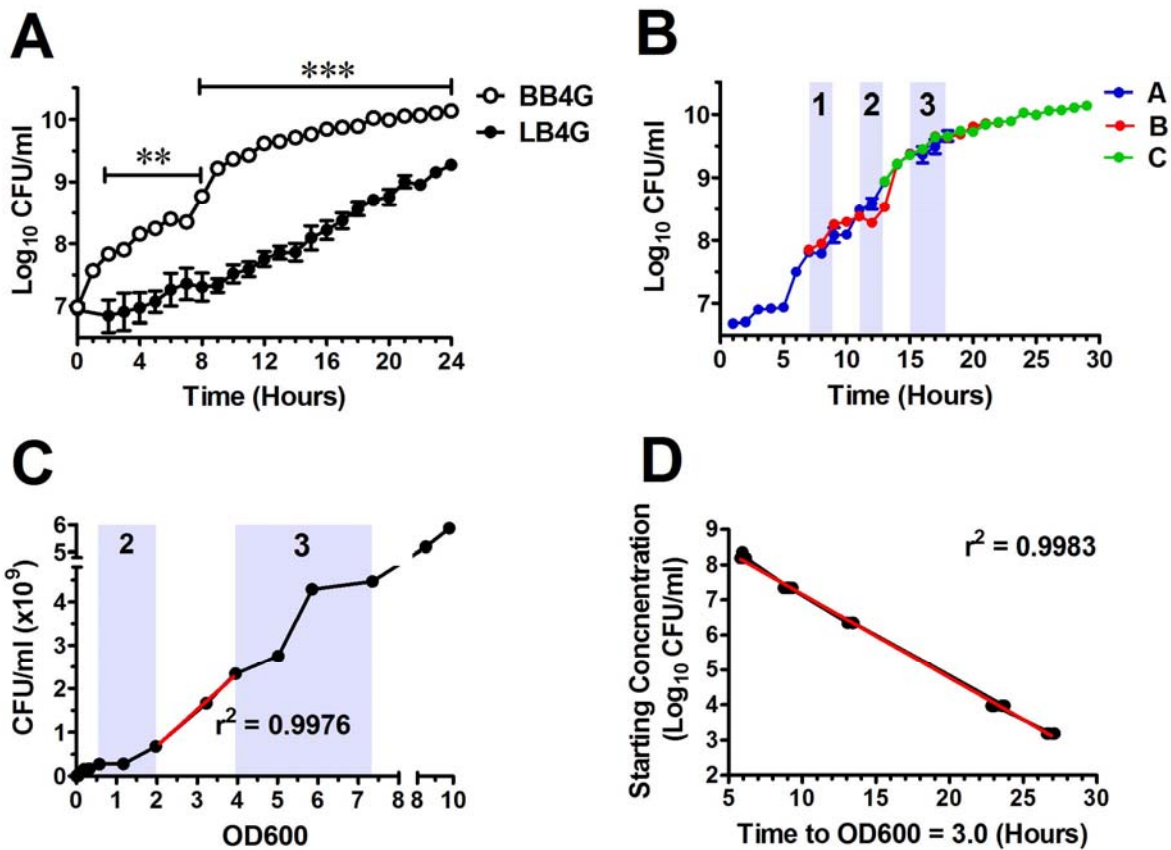 A
***
**
BB4G
LB4G
Log10 CFU/ml
10
9
8
7
0 4 8 12 16 20 24
Time (Hours)
B
1 2 3
A
B
C
Log10 CFU/ml
10
9
8
7
0 5 10 15 20 25 30
Time (Hours)
C
2 3
CFU/ml (x10^9)
6
5
4
3
2
1
0
r^2 = 0.9976
0 1 2 3 4 5 6 7 8 8 10
OD600
D
r^2 = 0.9983
Starting Concnentration
(Log10 CFU/ml)
9
8
7
6
5
4
3
2
5 10 15 20 25 30
Time to OD600 = 3.0 (Hours)